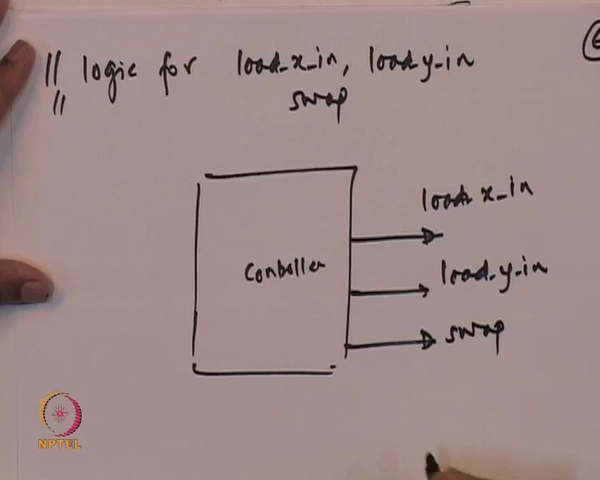 // logic for load_x_in, load_y_in
// swap
load_x_in
Controller
load_y_in
swap
NPTEL